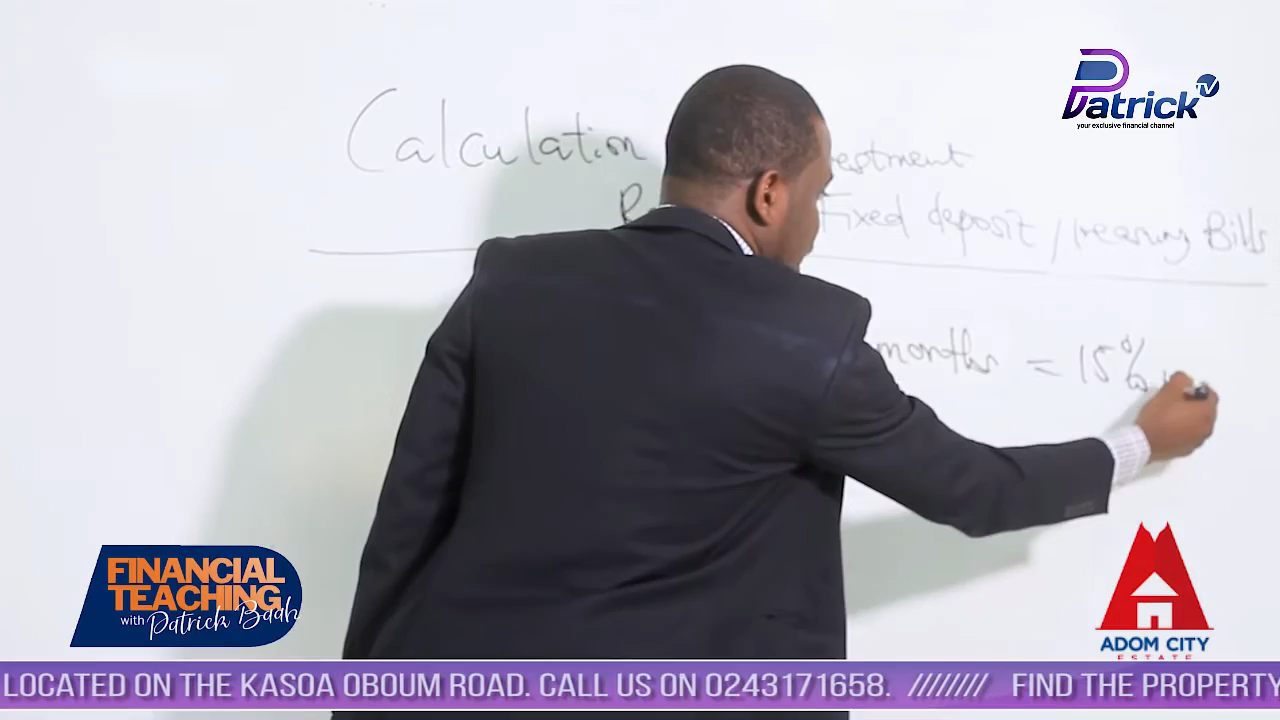 Patrick TV
your exclusive financial channel
Calculation
Fixed deposit / Treasury Bills
months = 15%
FINANCIAL
TEACHING
with Patrick Baah
ADOM CITY
ESTATE
LOCATED ON THE KASOA OBOUM ROAD. CALL US ON 0243171658. ///////// FIND THE PROPERTY